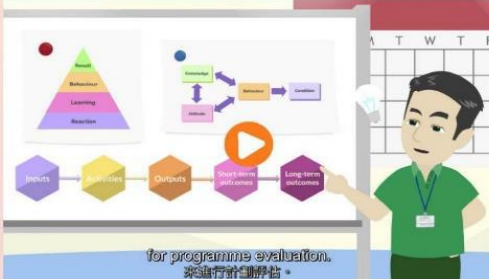 M T W T F
Result
Behaviour
Learning
Reaction
Knowledge
Attitude
Behaviour
Condition
Inputs
Activities
Outputs
Short-term
outcomes
Long-term
outcomes
for programme evaluation.
來進行計劃評估。